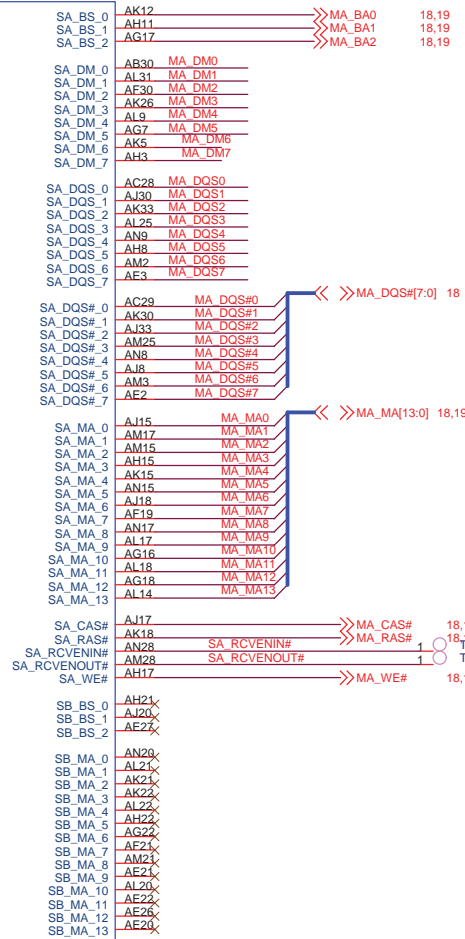 SA_BS_0 AK12 MA_BA0 18,19
SA_BS_1 AH11 MA_BA1 18,19
SA_BS_2 AG17 MA_BA2 18,19
SA_DM_0 AB30 MA_DM0
SA_DM_1 AL31 MA_DM1
SA_DM_2 AF30 MA_DM2
SA_DM_3 AK26 MA_DM3
SA_DM_4 AL9 MA_DM4
SA_DM_5 AG7 MA_DM5
SA_DM_6 AK5 MA_DM6
SA_DM_7 AH3 MA_DM7
SA_DQS_0 AC28 MA_DQS0
SA_DQS_1 AJ30 MA_DQS1
SA_DQS_2 AK33 MA_DQS2
SA_DQS_3 AL25 MA_DQS3
SA_DQS_4 AN9 MA_DQS4
SA_DQS_5 AH8 MA_DQS5
SA_DQS_6 AM2 MA_DQS6
SA_DQS_7 AE3 MA_DQS7
MA_DQS#[7:0] 18
SA_DQS#_0 AC29 MA_DQS#0
SA_DQS#_1 AK30 MA_DQS#1
SA_DQS#_2 AJ33 MA_DQS#2
SA_DQS#_3 AM25 MA_DQS#3
SA_DQS#_4 AN8 MA_DQS#4
SA_DQS#_5 AJ8 MA_DQS#5
SA_DQS#_6 AM3 MA_DQS#6
SA_DQS#_7 AE2 MA_DQS#7
MA_MA[13:0] 18,19
SA_MA_0 AJ15 MA_MA0
SA_MA_1 AM17 MA_MA1
SA_MA_2 AM15 MA_MA2
SA_MA_3 AH15 MA_MA3
SA_MA_4 AK15 MA_MA4
SA_MA_5 AN15 MA_MA5
SA_MA_6 AJ18 MA_MA6
SA_MA_7 AF19 MA_MA7
SA_MA_8 AN17 MA_MA8
SA_MA_9 AL17 MA_MA9
SA_MA_10 AG16 MA_MA10
SA_MA_11 AL18 MA_MA11
SA_MA_12 AG18 MA_MA12
SA_MA_13 AL14 MA_MA13
SA_CAS# AJ17 MA_CAS# 18,
SA_RAS# AK18 MA_RAS# 18,
SA_RCVENIN# AN28 SA_RCVENIN# 1 T
SA_RCVENOUT# AM28 SA_RCVENOUT# 1 T
SA_WE# AH17 MA_WE# 18,
SB_BS_0 AH21
SB_BS_1 AJ20
SB_BS_2 AE27
SB_MA_0 AN20
SB_MA_1 AL21
SB_MA_2 AK21
SB_MA_3 AK22
SB_MA_4 AL22
SB_MA_5 AH22
SB_MA_6 AG22
SB_MA_7 AF21
SB_MA_8 AM21
SB_MA_9 AE21
SB_MA_10 AL20
SB_MA_11 AE22
SB_MA_12 AE26
SB_MA_13 AE20